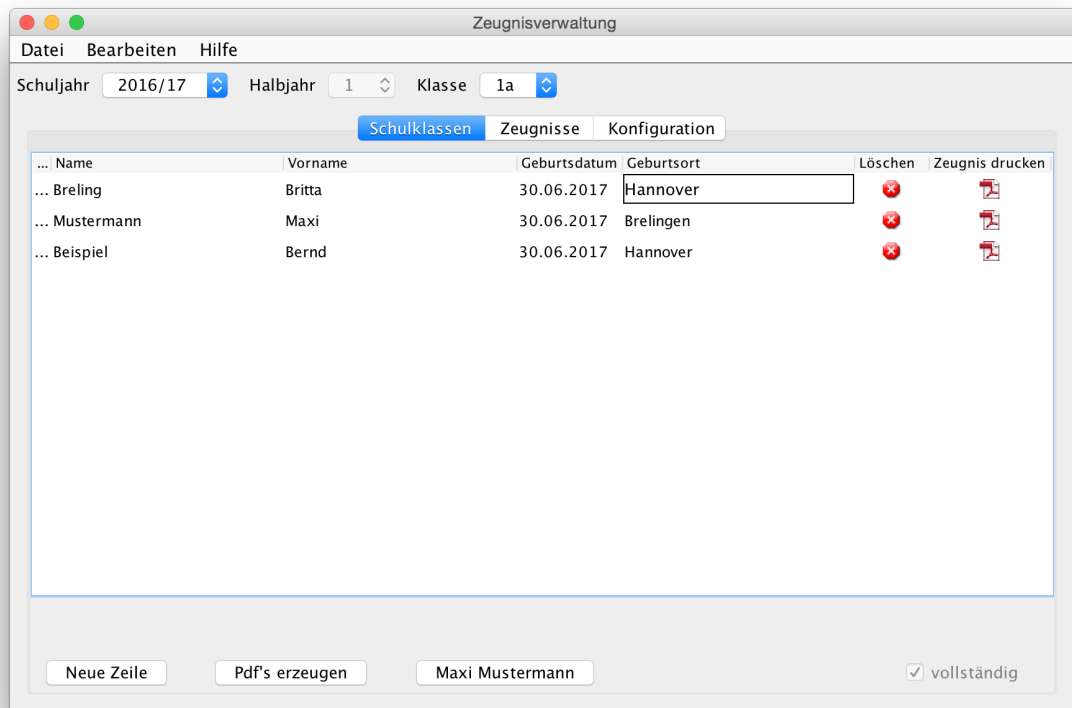 Zeugnisverwaltung
Datei Bearbeiten Hilfe
Schuljahr 2016/17 Halbjahr 1 Klasse 1a
Schulklassen Zeugnisse Konfiguration
... Name Vorname Geburtsdatum Geburtsort Löschen Zeugnis drucken
... Breling Britta 30.06.2017 Hannover
... Mustermann Maxi 30.06.2017 Brelingen
... Beispiel Bernd 30.06.2017 Hannover
Neue Zeile Pdf's erzeugen Maxi Mustermann vollständig